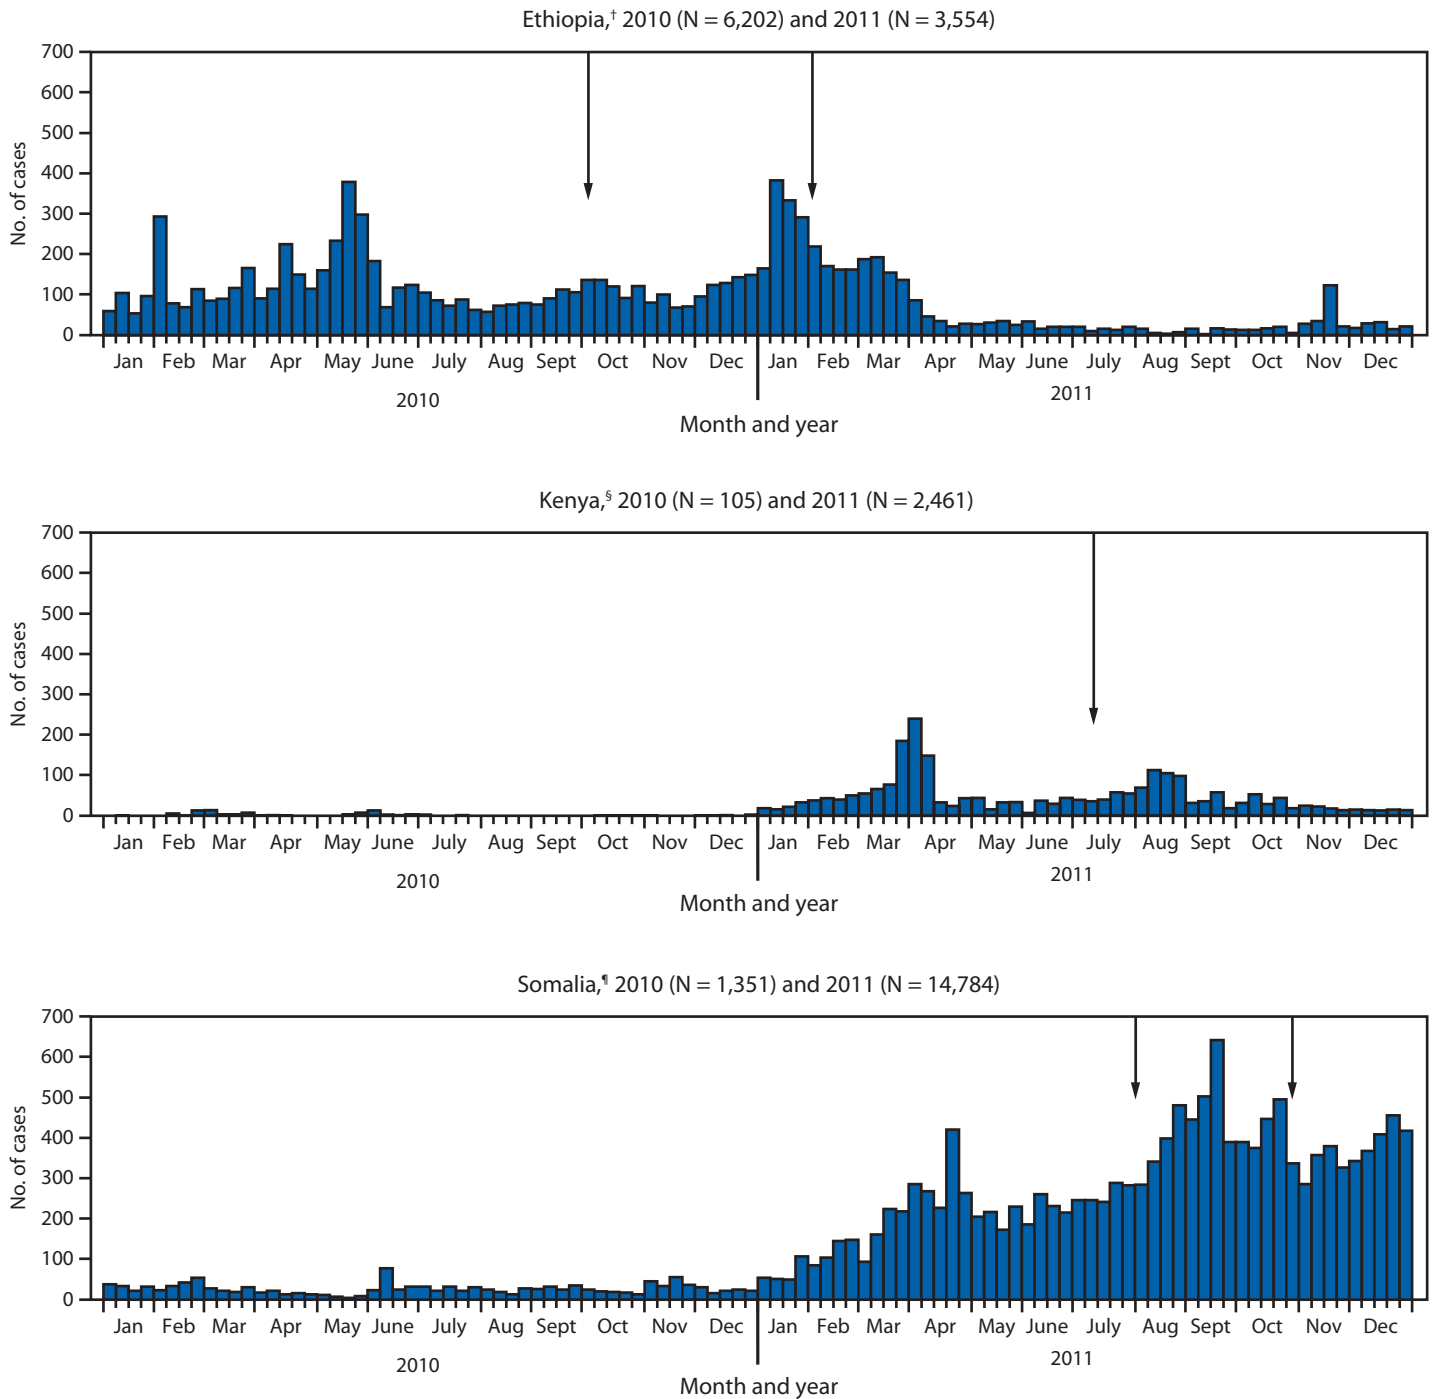 Ethiopia,† 2010 (N = 6,202) and 2011 (N = 3,554)
700
600
500
400
300
200
100
0
No. of cases
Jan Feb Mar Apr May June July Aug Sept Oct Nov Dec Jan Feb Mar Apr May June July Aug Sept Oct Nov Dec
2010 2011
Month and year
Kenya,§ 2010 (N = 105) and 2011 (N = 2,461)
700
600
500
400
300
200
100
0
No. of cases
Jan Feb Mar Apr May June July Aug Sept Oct Nov Dec Jan Feb Mar Apr May June July Aug Sept Oct Nov Dec
2010 2011
Month and year
Somalia,¶ 2010 (N = 1,351) and 2011 (N = 14,784)
700
600
500
400
300
200
100
0
No. of cases
Jan Feb Mar Apr May June July Aug Sept Oct Nov Dec Jan Feb Mar Apr May June July Aug Sept Oct Nov Dec
2010 2011
Month and year